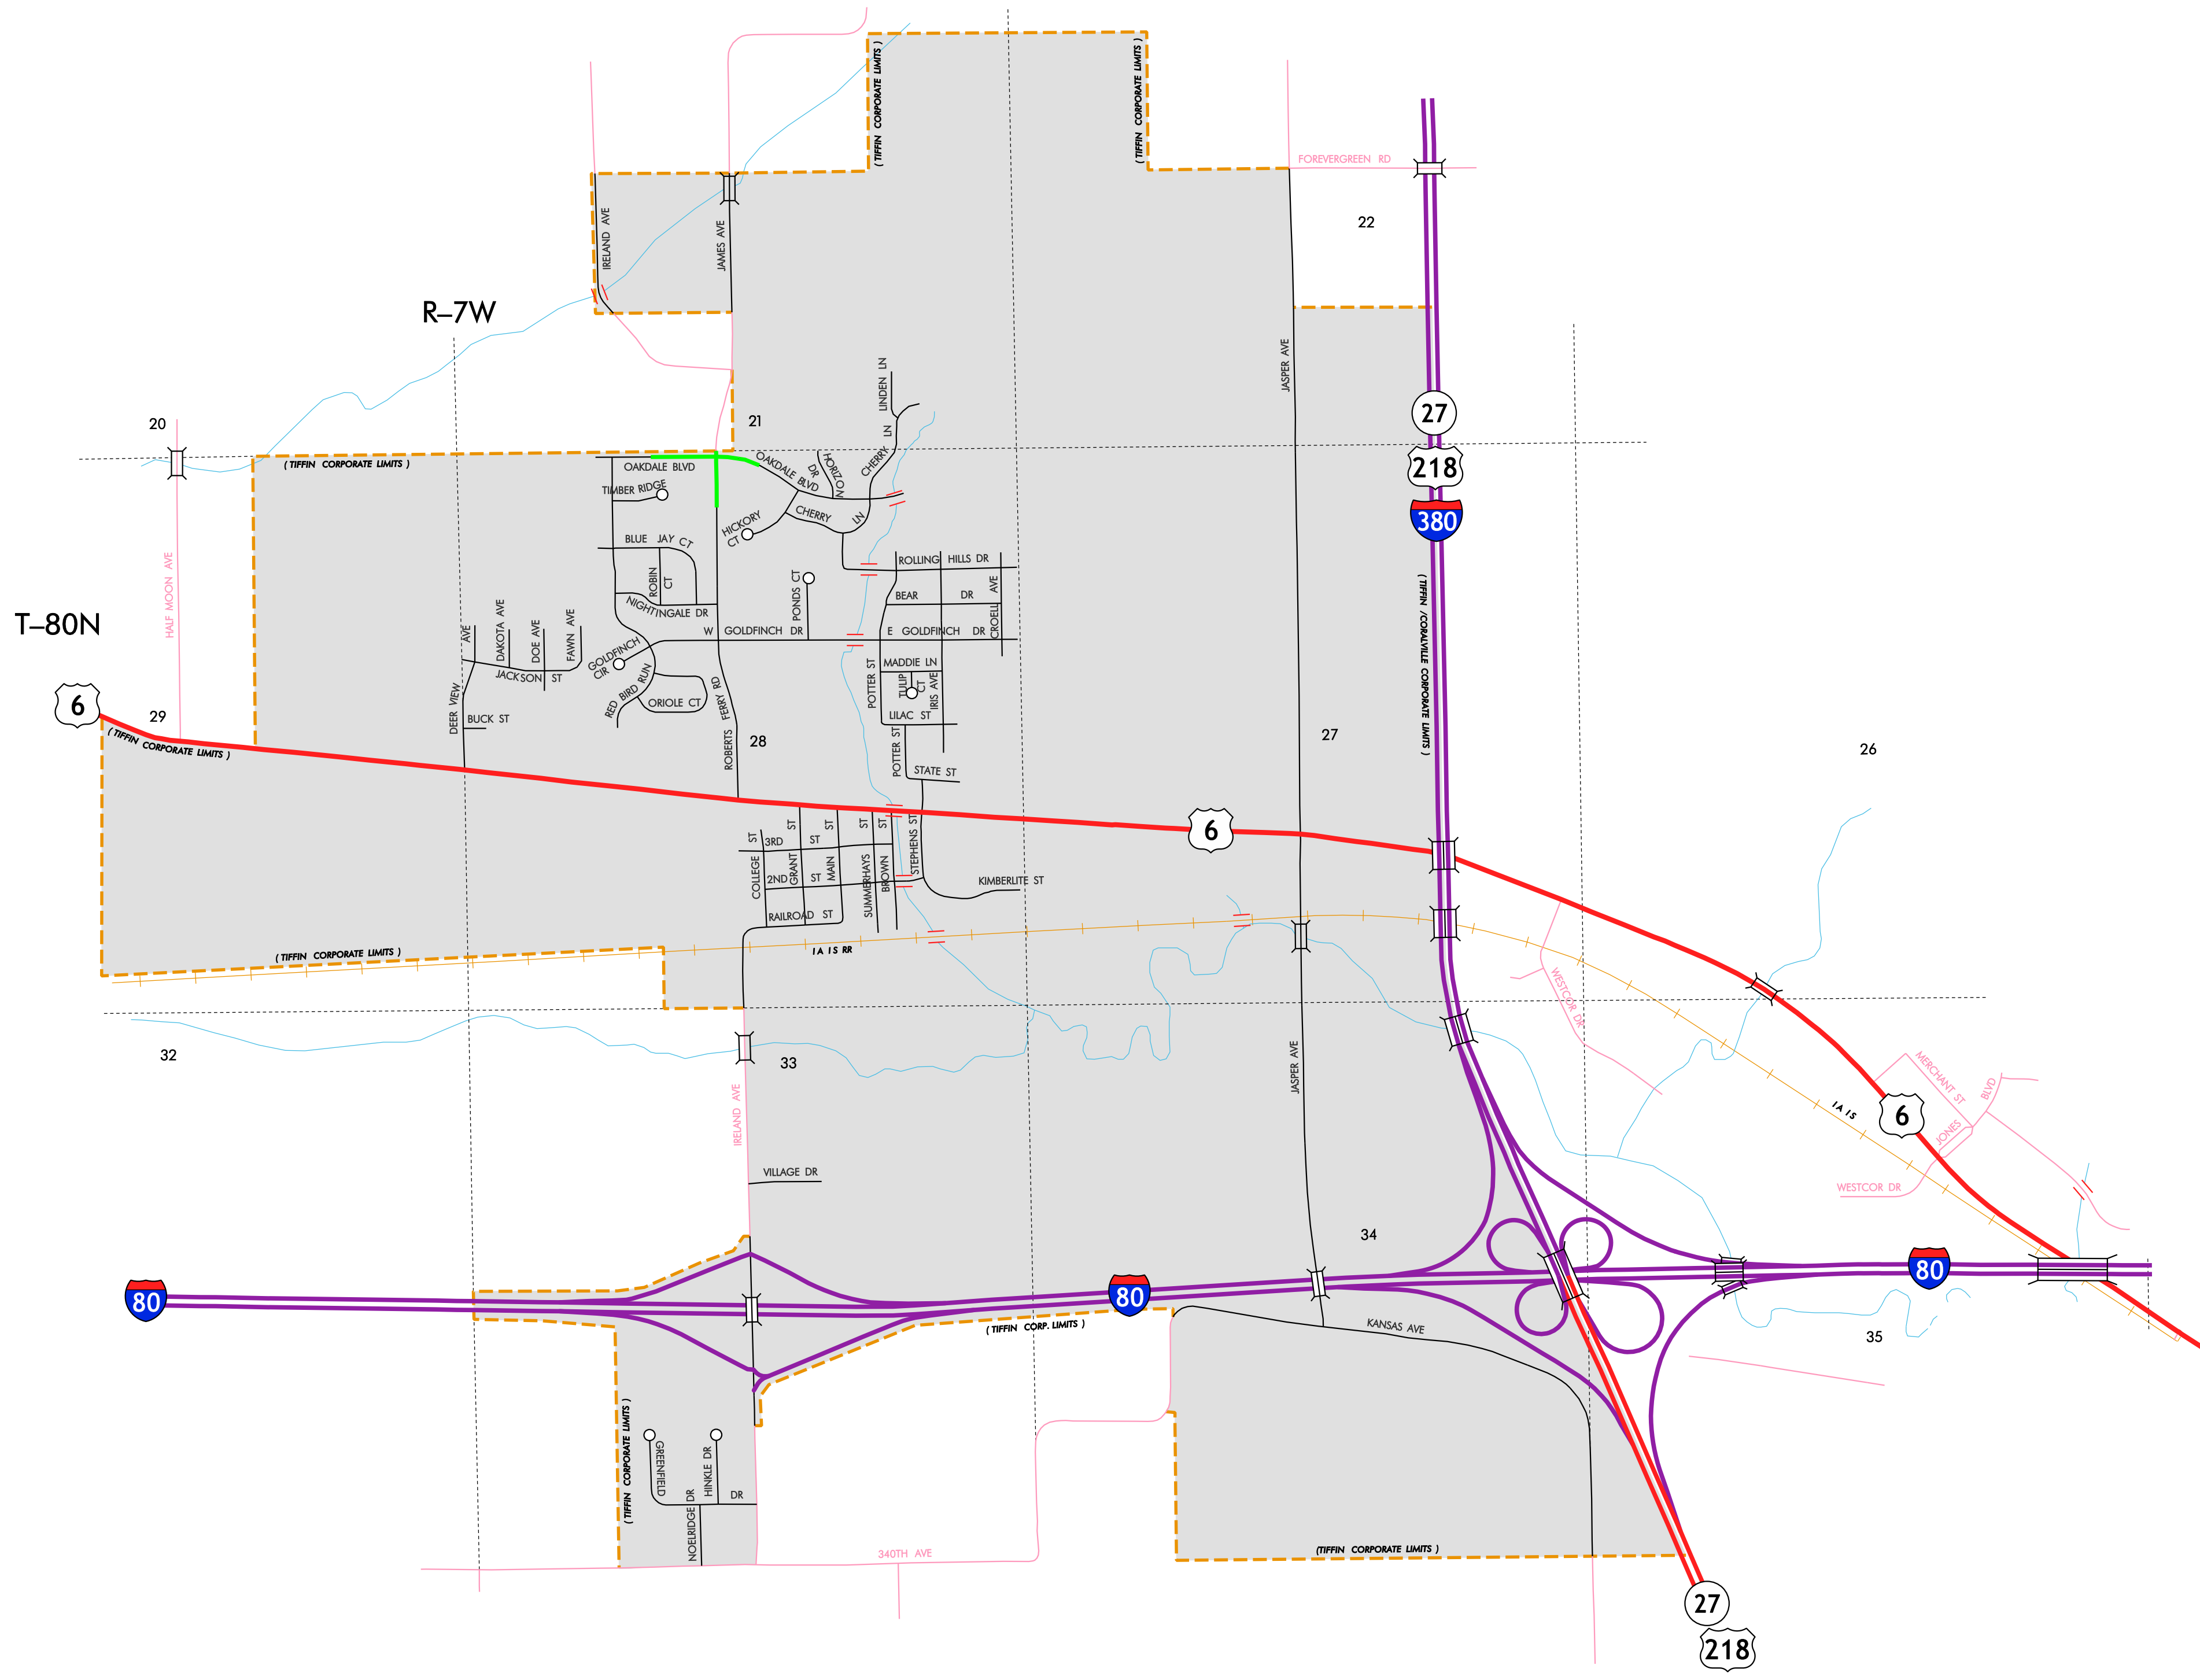 ( TIFFIN CORPORATE LIMITS )
( TIFFIN CORPORATE LIMITS )
FOREVERGREEN RD
22
IRELAND AVE
JAMES AVE
R–7W
JASPER AVE
LINDEN LN
27
20
21
218
( TIFFIN CORPORATE LIMITS )
OAKDALE BLVD
OAKDALE BLVD
HORIZON DR
CHERRY LN
TIMBER RIDGE
380
HICKORY CT
CHERRY LN
BLUE JAY CT
ROLLING HILLS DR
HALF MOON AVE
ROBIN CT
PONDS CT
BEAR DR
CROELL AVE
NIGHTINGALE DR
T–80N
W GOLDFINCH DR
E GOLDFINCH DR
( TIFFIN /CORALVILLE CORPORATE LIMITS )
DAKOTA AVE
DOE AVE
FAWN AVE
DEER VIEW AVE
JACKSON ST
GOLDFINCH CIR
MADDIE LN
POTTER ST
TULIP CT
IRIS AVE
RED BIRD RUN
ORIOLE CT
ROBERTS FERRY RD
LILAC ST
6
29
BUCK ST
( TIFFIN CORPORATE LIMITS )
28
POTTER ST
27
26
STATE ST
6
COLLEGE ST
3RD ST
GRANT ST
MAIN ST
SUMMERHAYS ST
BROWN ST
STEPHENS ST
2ND ST
KIMBERLITE ST
RAILROAD ST
( TIFFIN CORPORATE LIMITS )
I A I S RR
WESTCOR DR
32
33
JASPER AVE
IRELAND AVE
MERCHANT ST
BLVD
JONES
I A I S
6
VILLAGE DR
WESTCOR DR
34
80
80
80
( TIFFIN CORP. LIMITS )
KANSAS AVE
35
( TIFFIN CORPORATE LIMITS )
GREENFIELD DR
HINKLE DR
NOELRIDGE DR
340TH AVE
(TIFFIN CORPORATE LIMITS )
27
218